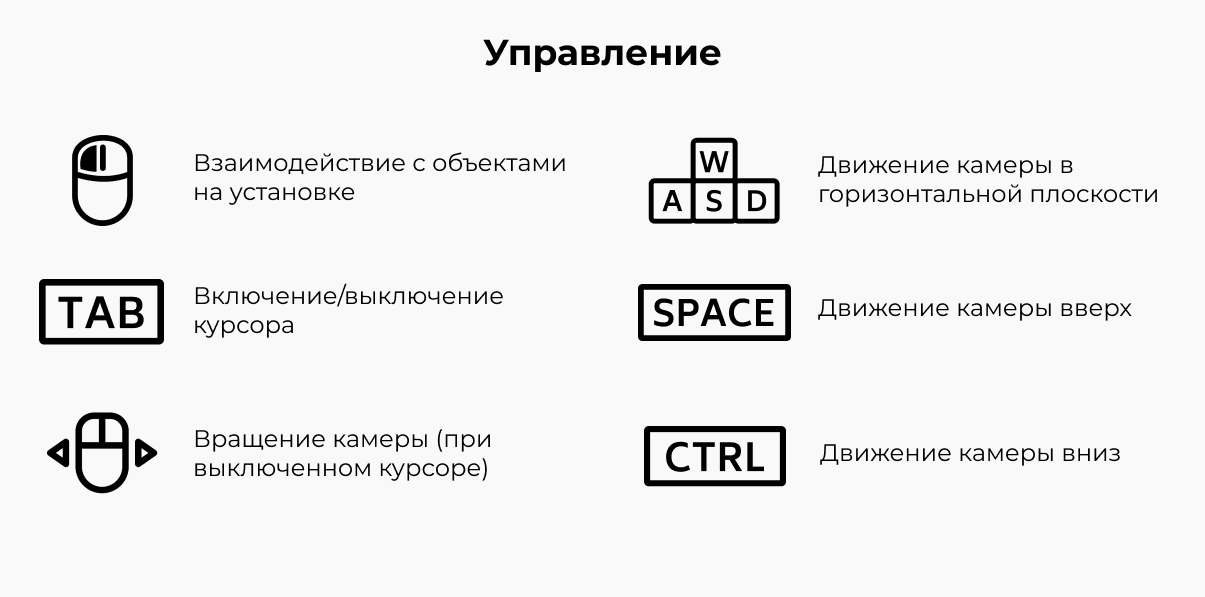 Управление
Взаимодействие с объектами
на установке
W
A S D
Движение камеры в
горизонтальной плоскости
TAB
Включение/выключение
курсора
SPACE
Движение камеры вверх
Вращение камеры (при
выключенном курсоре)
CTRL
Движение камеры вниз